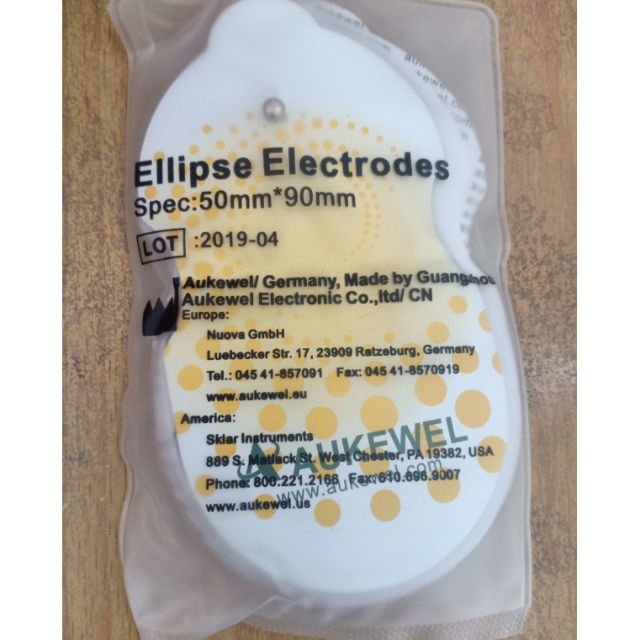 Ellipse Electrodes
Spec:50mm*90mm
LOT :2019-04
Aukewel/ Germany, Made by Guangzhou
Aukewel Electronic Co.,ltd/ CN
Europe:
Nuova GmbH
Luebecker Str. 17, 23909 Ratzeburg, Germany
Tel.: 045 41-857091 Fax: 045 41-8570919
www.aukewel.eu
America:
Sklar Instruments
889 S. Matlack St. West Chester, PA 19382, USA
Phone: 800.221.2166 Fax: 610.696.9007
www.aukewel.us
AUKEWEL
www.aukewel.com